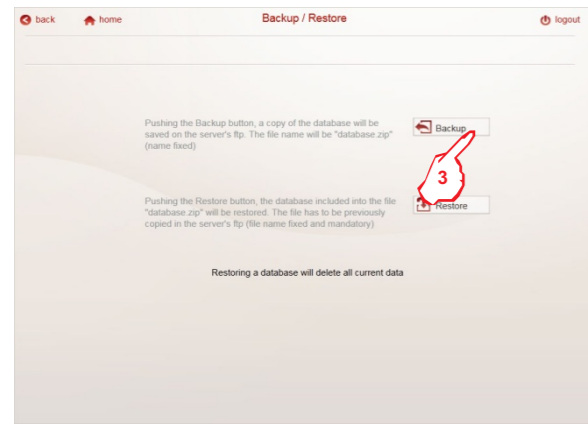 back home Backup / Restore logout
Pushing the Backup button, a copy of the database will be
saved on the server's ftp. The file name will be "database.zip"
(name fixed)
Backup
3
Pushing the Restore button, the database included into the file
"database.zip" will be restored. The file has to be previously
copied in the server's ftp (file name fixed and mandatory)
Restore
Restoring a database will delete all current data